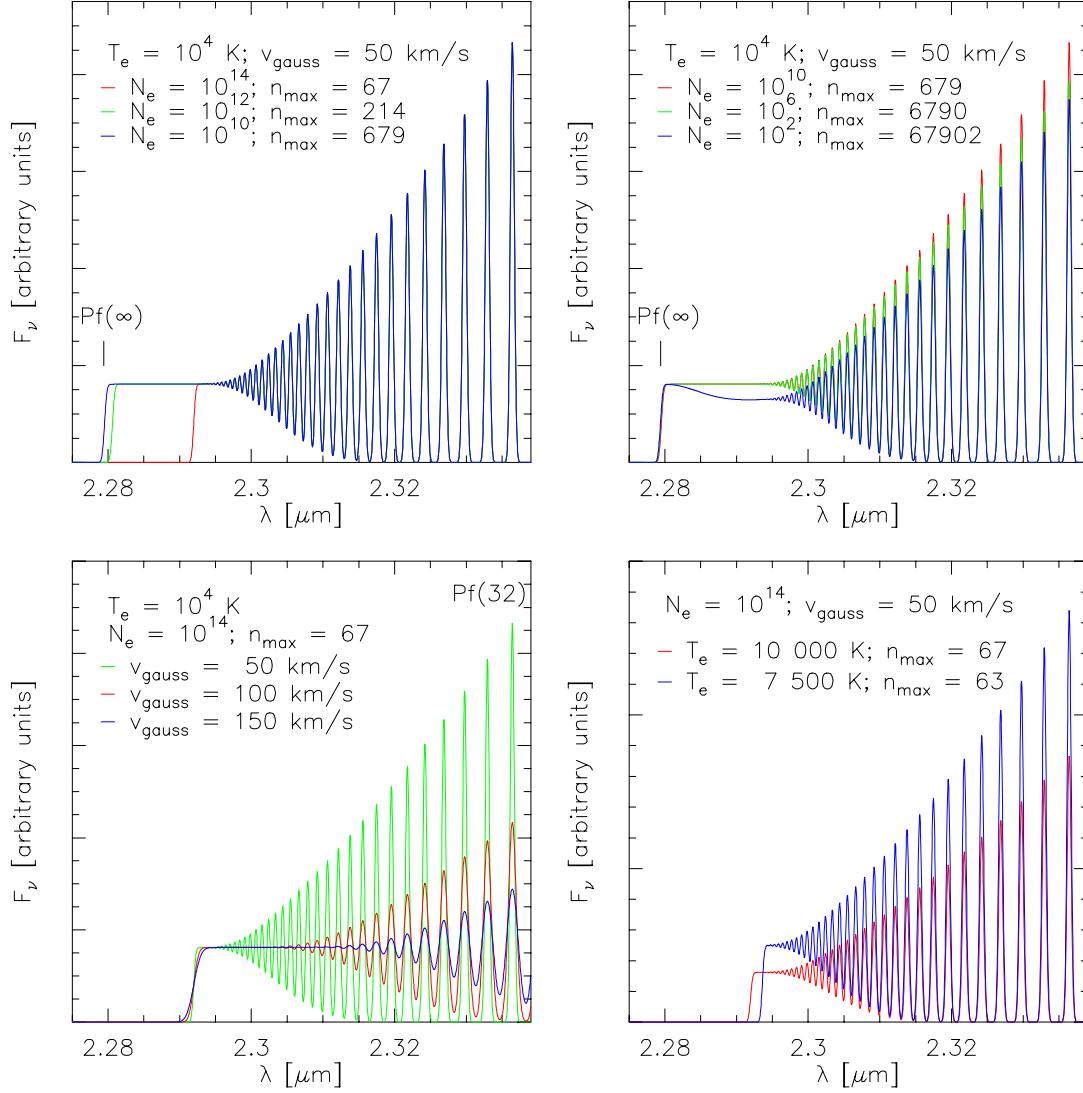 T_e = 10^4 K; v_gauss = 50 km/s
N_e = 10^14; n_max = 67
N_e = 10^12; n_max = 214
N_e = 10^10; n_max = 679
Pf(∞)
F_ν [arbitrary units]
2.28 2.3 2.32
λ [μm]
T_e = 10^4 K; v_gauss = 50 km/s
N_e = 10^10; n_max = 679
N_e = 10^6; n_max = 6790
N_e = 10^2; n_max = 67902
Pf(∞)
F_ν [arbitrary units]
2.28 2.3 2.32
λ [μm]
Pf(32)
T_e = 10^4 K
N_e = 10^14; n_max = 67
v_gauss = 50 km/s
v_gauss = 100 km/s
v_gauss = 150 km/s
F_ν [arbitrary units]
2.28 2.3 2.32
λ [μm]
N_e = 10^14; v_gauss = 50 km/s
T_e = 10 000 K; n_max = 67
T_e = 7 500 K; n_max = 63
F_ν [arbitrary units]
2.28 2.3 2.32
λ [μm]